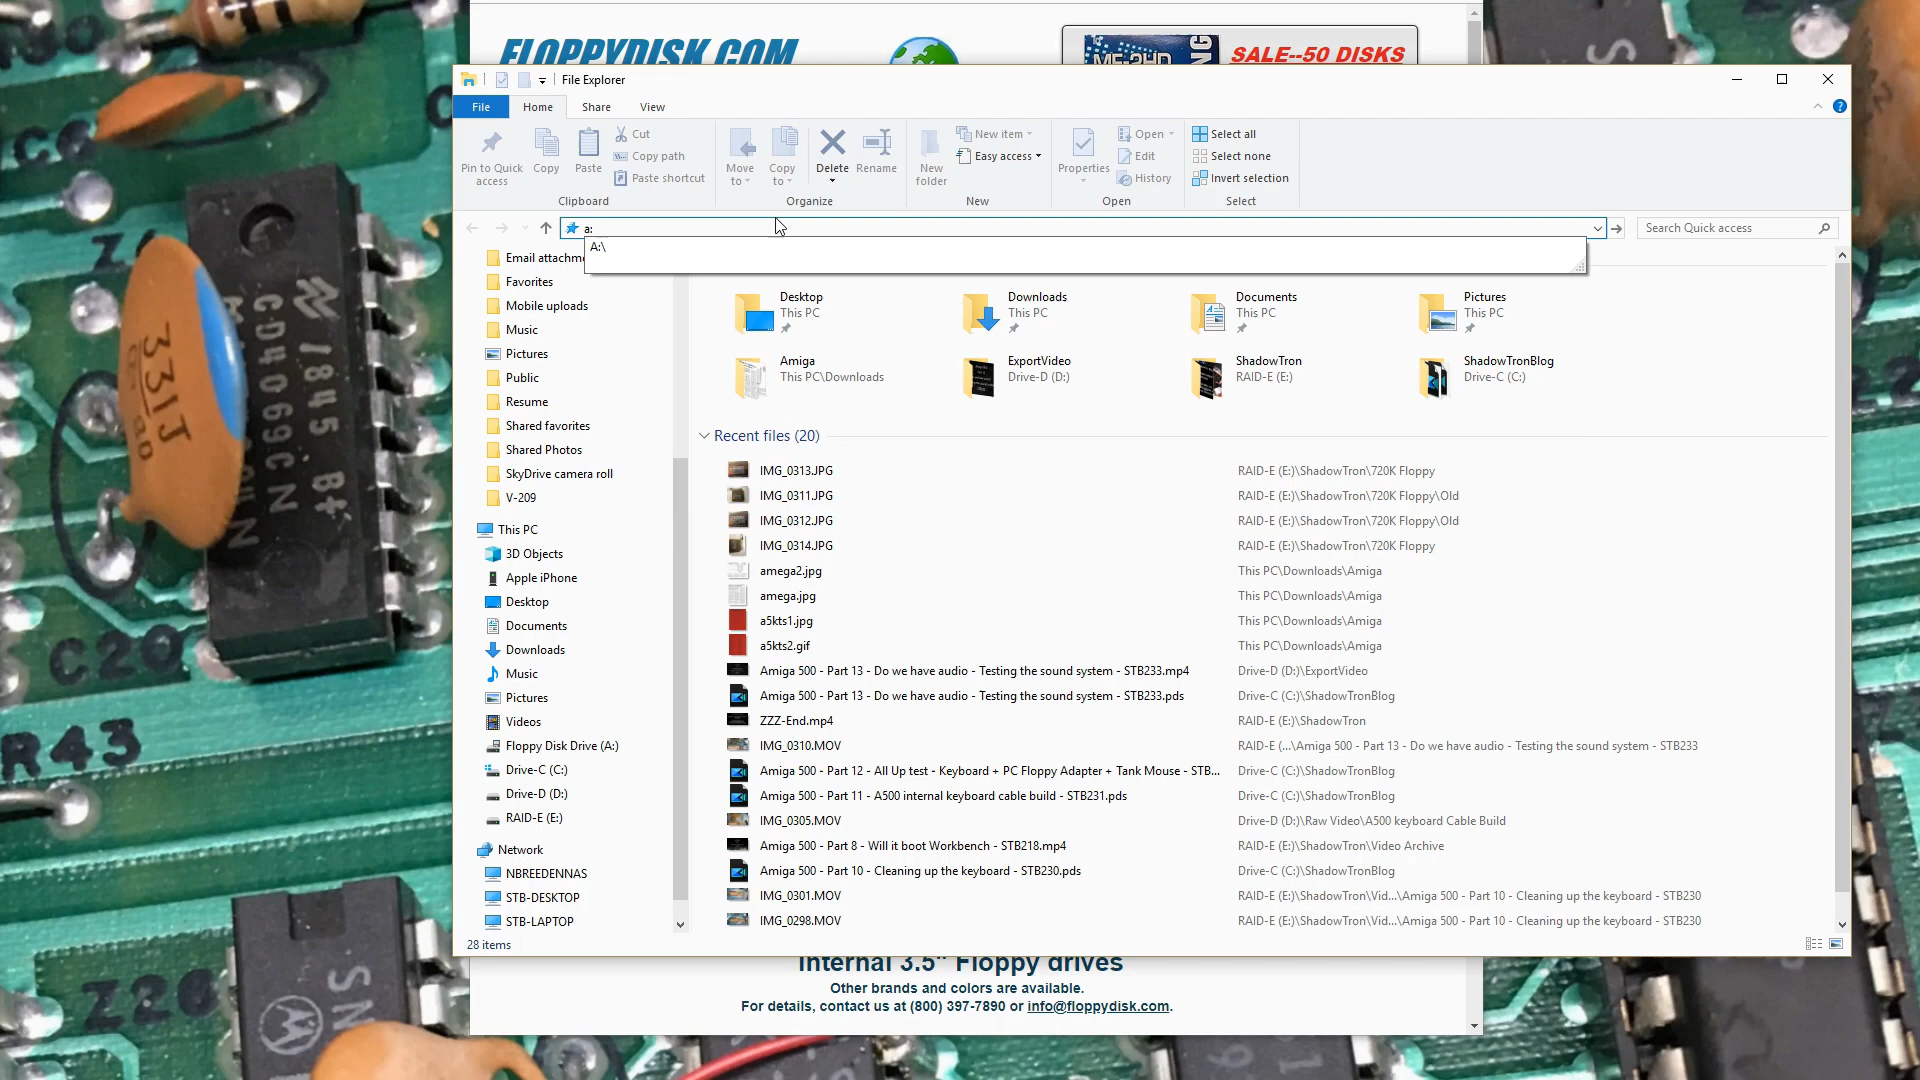 FLOPPYDISK.COM
MF-2HD
NG
SALE--50 DISKS
File Explorer
File
Home
Share
View
Pin to Quick access
Copy
Paste
Cut
Copy path
Paste shortcut
Clipboard
Move to
Copy to
Delete
Rename
Organize
New folder
New item
Easy access
New
Properties
Open
Edit
History
Open
Select all
Select none
Invert selection
Select
a:
A:\
Search Quick access
Email attachme
Favorites
Mobile uploads
Music
Pictures
Public
Resume
Shared favorites
Shared Photos
SkyDrive camera roll
V-209
This PC
3D Objects
Apple iPhone
Desktop
Documents
Downloads
Music
Pictures
Videos
Floppy Disk Drive (A:)
Drive-C (C:)
Drive-D (D:)
RAID-E (E:)
Network
NBREEDENNAS
STB-DESKTOP
STB-LAPTOP
Desktop
This PC
Downloads
This PC
Documents
This PC
Pictures
This PC
Amiga
This PC\Downloads
ExportVideo
Drive-D (D:)
ShadowTron
RAID-E (E:)
ShadowTronBlog
Drive-C (C:)
Recent files (20)
IMG_0313.JPG RAID-E (E:)\ShadowTron\720K Floppy
IMG_0311.JPG RAID-E (E:)\ShadowTron\720K Floppy\Old
IMG_0312.JPG RAID-E (E:)\ShadowTron\720K Floppy\Old
IMG_0314.JPG RAID-E (E:)\ShadowTron\720K Floppy
amega2.jpg This PC\Downloads\Amiga
amega.jpg This PC\Downloads\Amiga
a5kts1.jpg This PC\Downloads\Amiga
a5kts2.gif This PC\Downloads\Amiga
Amiga 500 - Part 13 - Do we have audio - Testing the sound system - STB233.mp4 Drive-D (D:)\ExportVideo
Amiga 500 - Part 13 - Do we have audio - Testing the sound system - STB233.pds Drive-C (C:)\ShadowTronBlog
ZZZ-End.mp4 RAID-E (E:)\ShadowTron
IMG_0310.MOV RAID-E (...\Amiga 500 - Part 13 - Do we have audio - Testing the sound system - STB233
Amiga 500 - Part 12 - All Up test - Keyboard + PC Floppy Adapter + Tank Mouse - STB... Drive-C (C:)\ShadowTronBlog
Amiga 500 - Part 11 - A500 internal keyboard cable build - STB231.pds Drive-C (C:)\ShadowTronBlog
IMG_0305.MOV Drive-D (D:)\Raw Video\A500 keyboard Cable Build
Amiga 500 - Part 8 - Will it boot Workbench - STB218.mp4 RAID-E (E:)\ShadowTron\Video Archive
Amiga 500 - Part 10 - Cleaning up the keyboard - STB230.pds Drive-C (C:)\ShadowTronBlog
IMG_0301.MOV RAID-E (E:)\ShadowTron\Vid...\Amiga 500 - Part 10 - Cleaning up the keyboard - STB230
IMG_0298.MOV RAID-E (E:)\ShadowTron\Vid...\Amiga 500 - Part 10 - Cleaning up the keyboard - STB230
28 items
Internal 3.5" Floppy drives
Other brands and colors are available.
For details, contact us at (800) 397-7890 or info@floppydisk.com.
331J
1845 B+
CD4069CN
C20
R43
SN